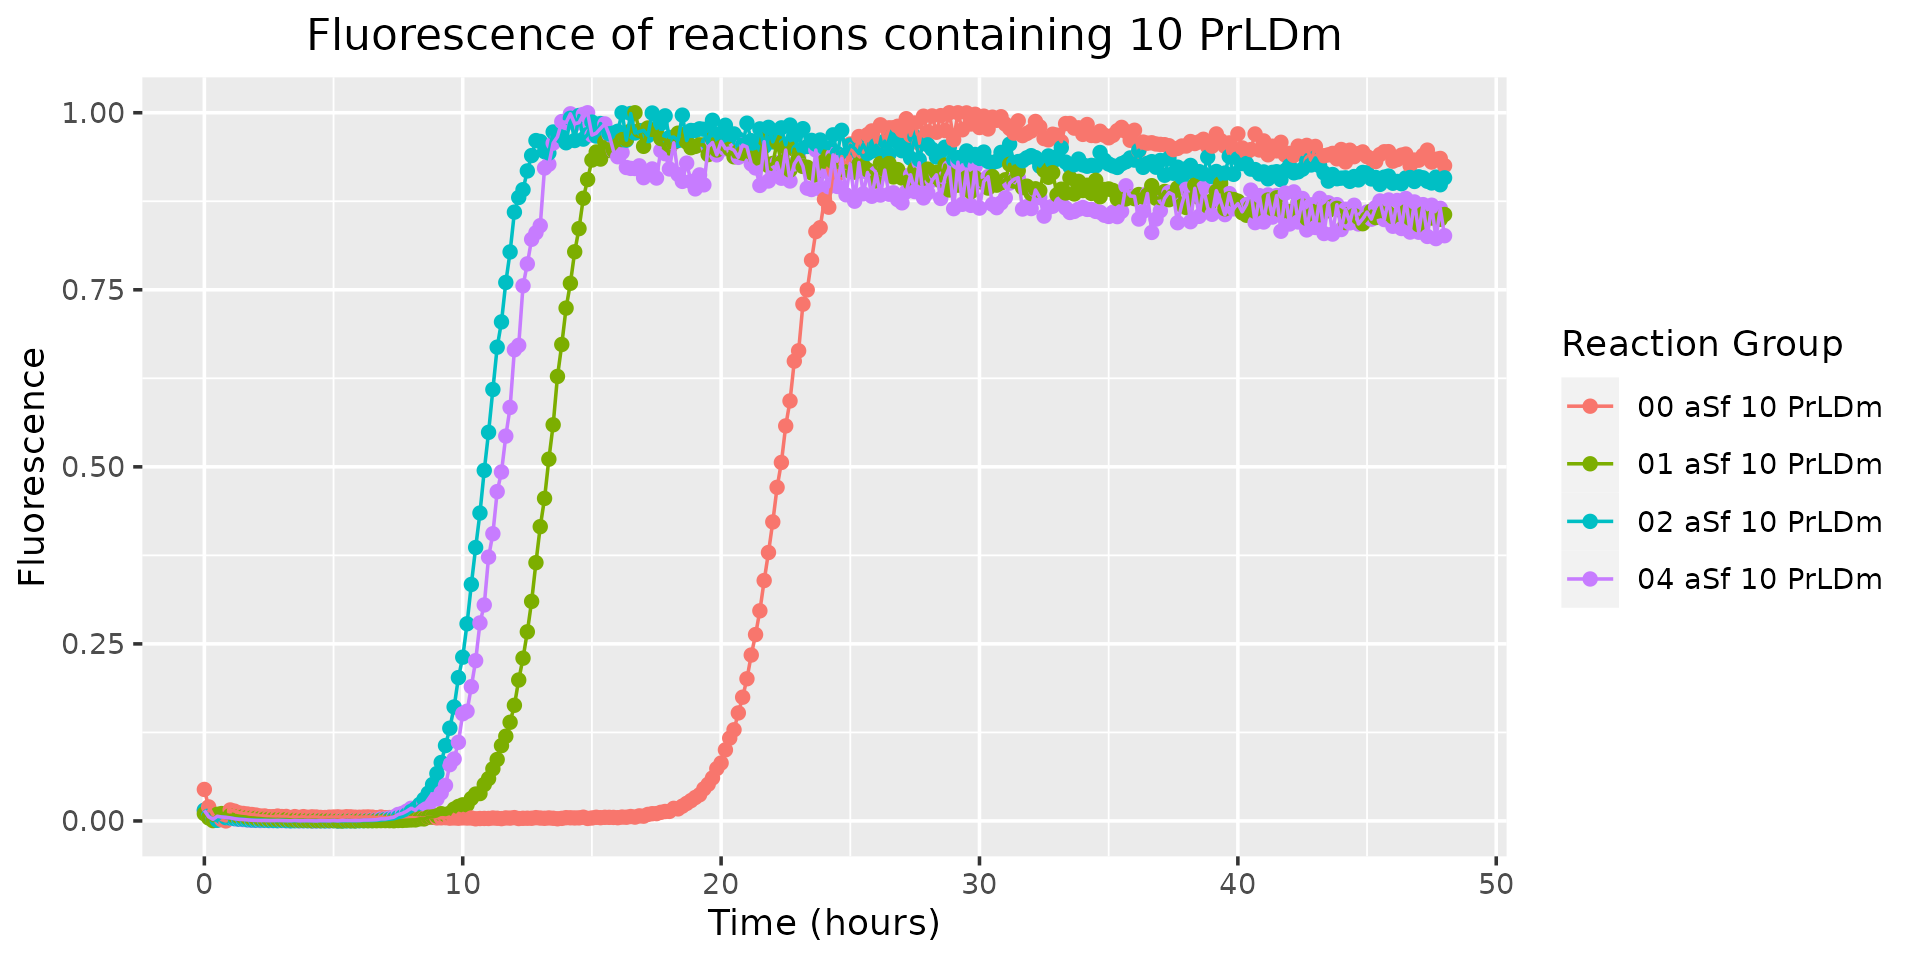 Fluorescence of reactions containing 10 PrLDm
1.00
0.75
0.50
0.25
0.00
Fluorescence
0 10 20 30 40 50
Time (hours)
Reaction Group
00 aSf 10 PrLDm
01 aSf 10 PrLDm
02 aSf 10 PrLDm
04 aSf 10 PrLDm